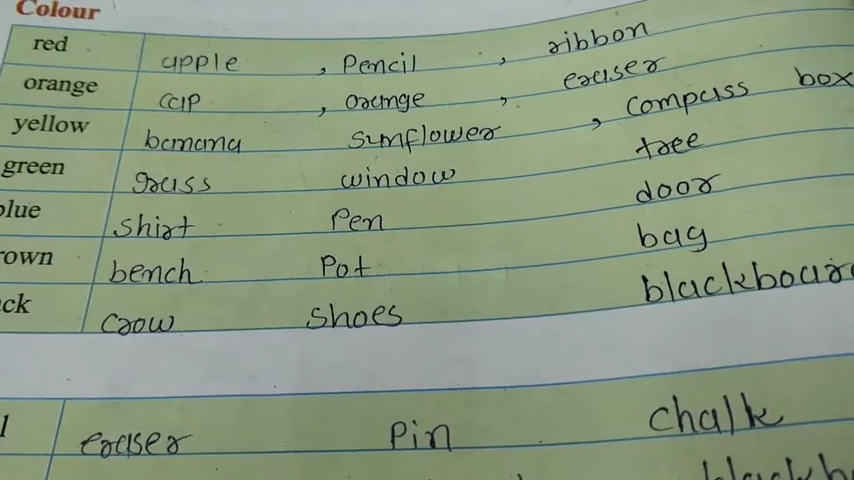 Colour
red apple , Pencil , ribbon
orange cap , orange , eraser
yellow banana sunflower , compass box
green grass window tree
blue shirt Pen door
rown bench Pot bag
ck crow shoes blackboard
l eraser Pin chalk